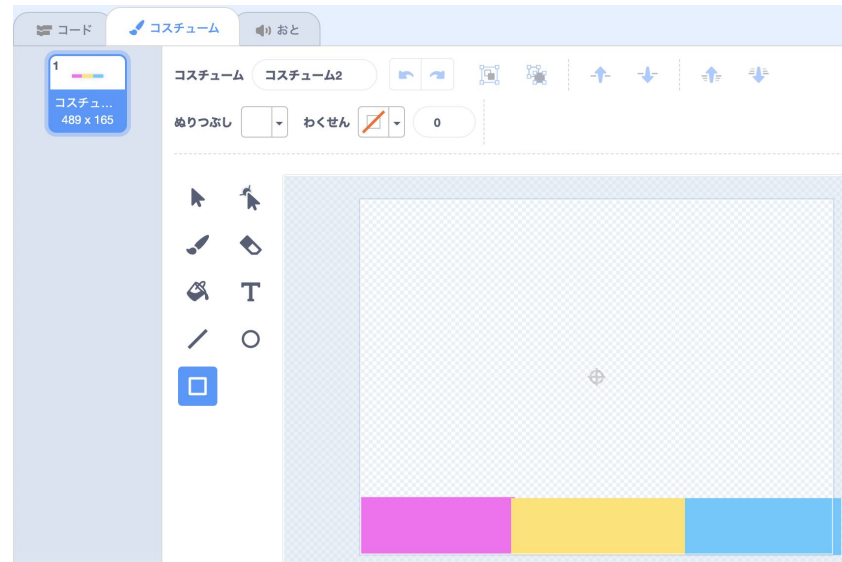 コード コスチューム おと
1
コスチュ...
489 x 165
コスチューム コスチューム2
ぬりつぶし わくせん 0
T